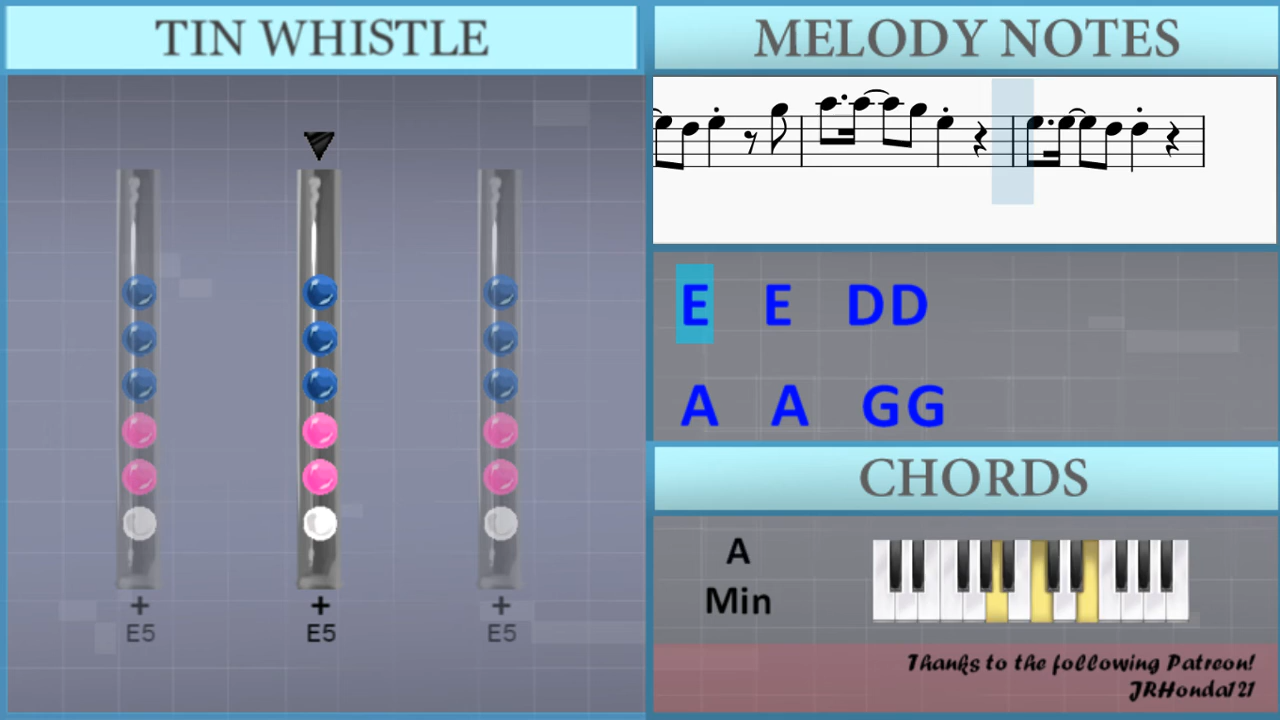 TIN WHISTLE
+ + +
E5 E5 E5
MELODY NOTES
E E DD
A A GG
CHORDS
A
Min
Thanks to the following Patreon!
JRHonda121